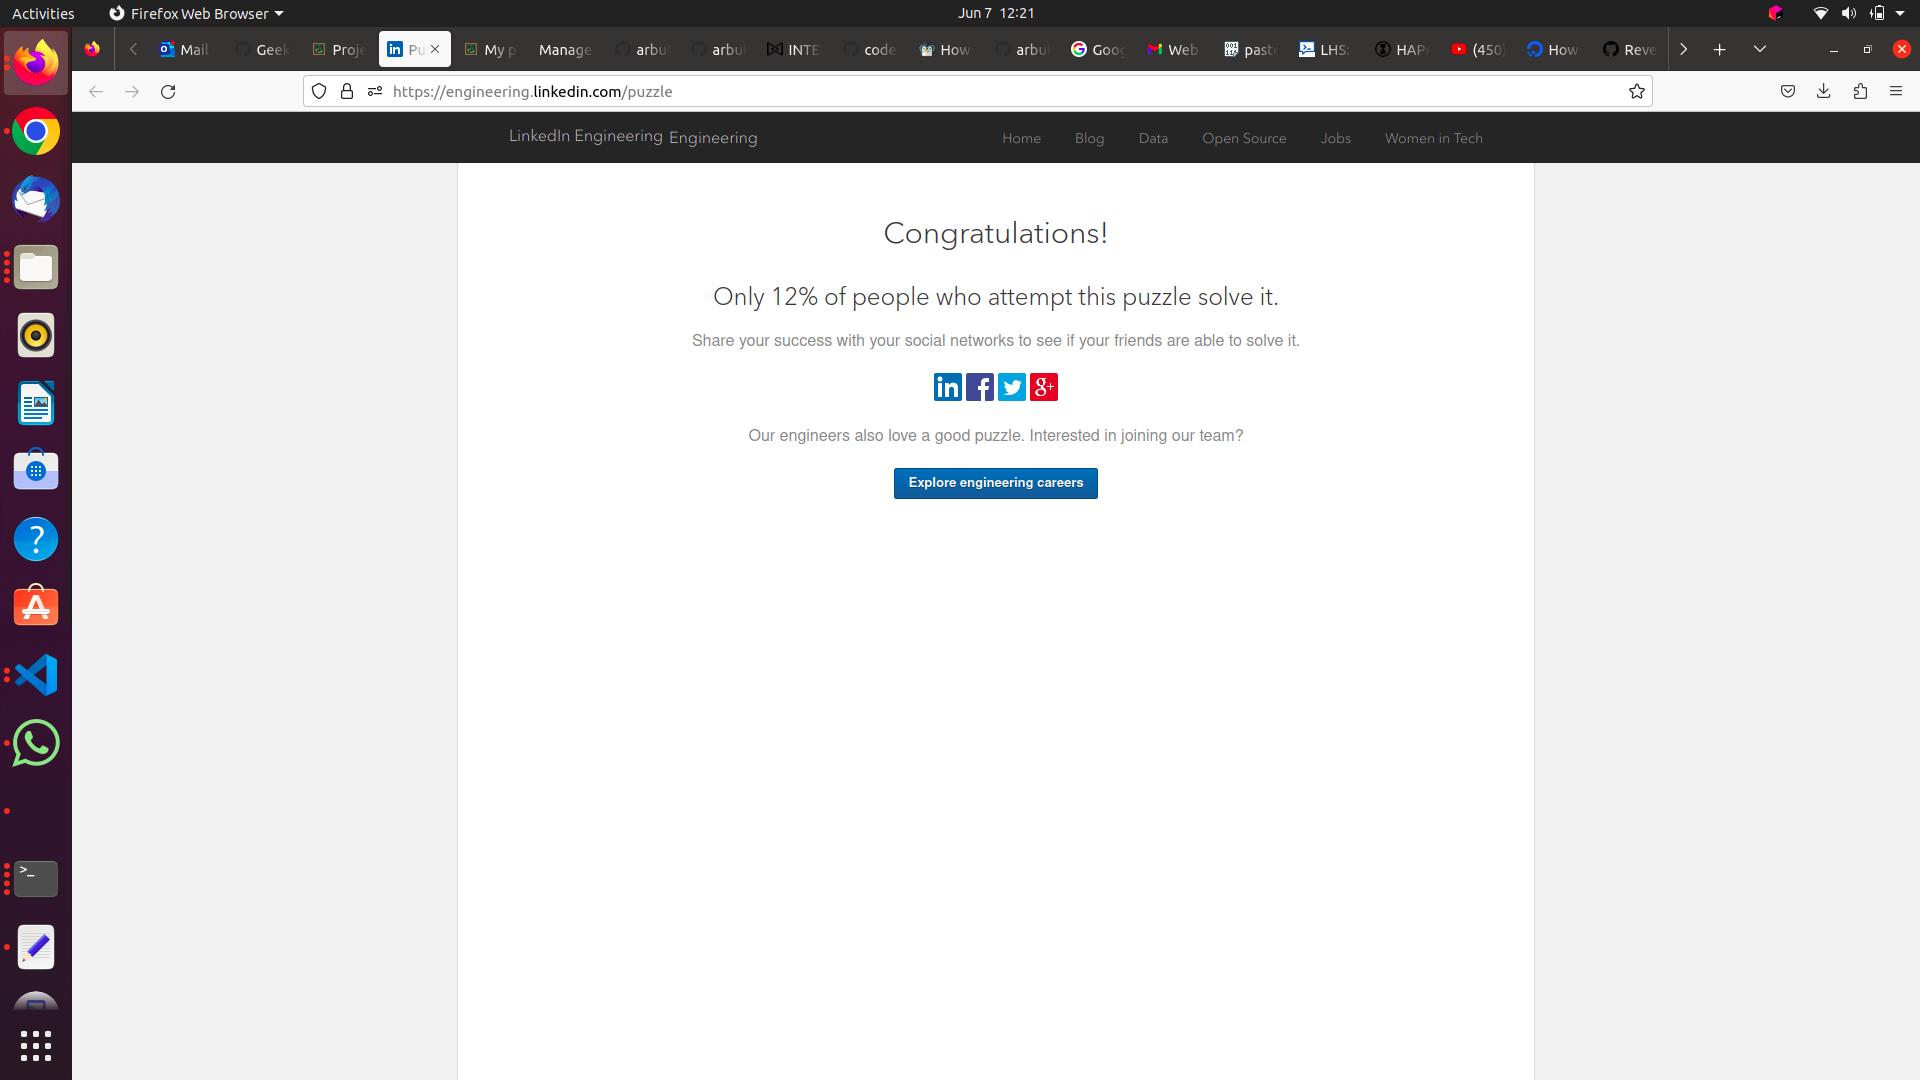 Activities
Firefox Web Browser
Jun 7 12:21
Mail
Geek
Proje
Pu
My p
Manage
arbu
arbu
INTE
code
How
arbu
Goog
Web
paste
LHS:
HAP
(450)
How
Reve
https://engineering.linkedin.com/puzzle
LinkedIn Engineering Engineering
Home
Blog
Data
Open Source
Jobs
Women in Tech
Congratulations!
Only 12% of people who attempt this puzzle solve it.
Share your success with your social networks to see if your friends are able to solve it.
Our engineers also love a good puzzle. Interested in joining our team?
Explore engineering careers